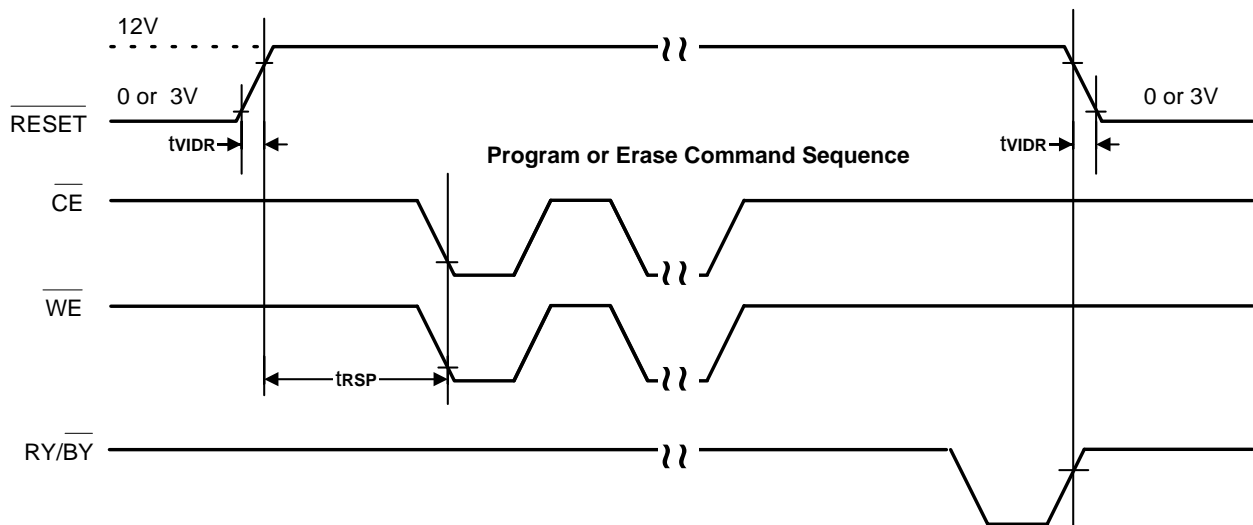 12V
0 or 3V
0 or 3V
RESET
tVIDR
tVIDR
Program or Erase Command Sequence
CE
WE
tRSP
RY/BY